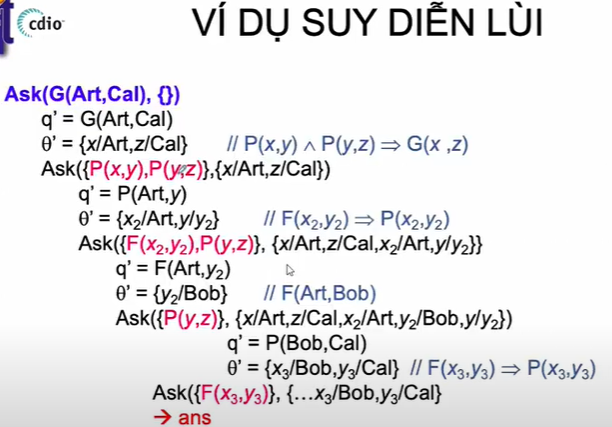 cdio
VÍ DỤ SUY DIỄN LÙI
Ask(G(Art,Cal), {})
q' = G(Art,Cal)
θ' = {x/Art,z/Cal} // P(x,y) ∧ P(y,z) ⇒ G(x ,z)
Ask({P(x,y),P(y,z)},{x/Art,z/Cal})
q' = P(Art,y)
θ' = {x₂/Art,y/y₂} // F(x₂,y₂) ⇒ P(x₂,y₂)
Ask({F(x₂,y₂),P(y,z)}, {x/Art,z/Cal,x₂/Art,y/y₂}}
q' = F(Art,y₂)
θ' = {y₂/Bob} // F(Art,Bob)
Ask({P(y,z)}, {x/Art,z/Cal,x₂/Art,y₂/Bob,y/y₂})
q' = P(Bob,Cal)
θ' = {x₃/Bob,y₃/Cal} // F(x₃,y₃) ⇒ P(x₃,y₃)
Ask({F(x₃,y₃)}, {…x₃/Bob,y₃/Cal}
→ ans